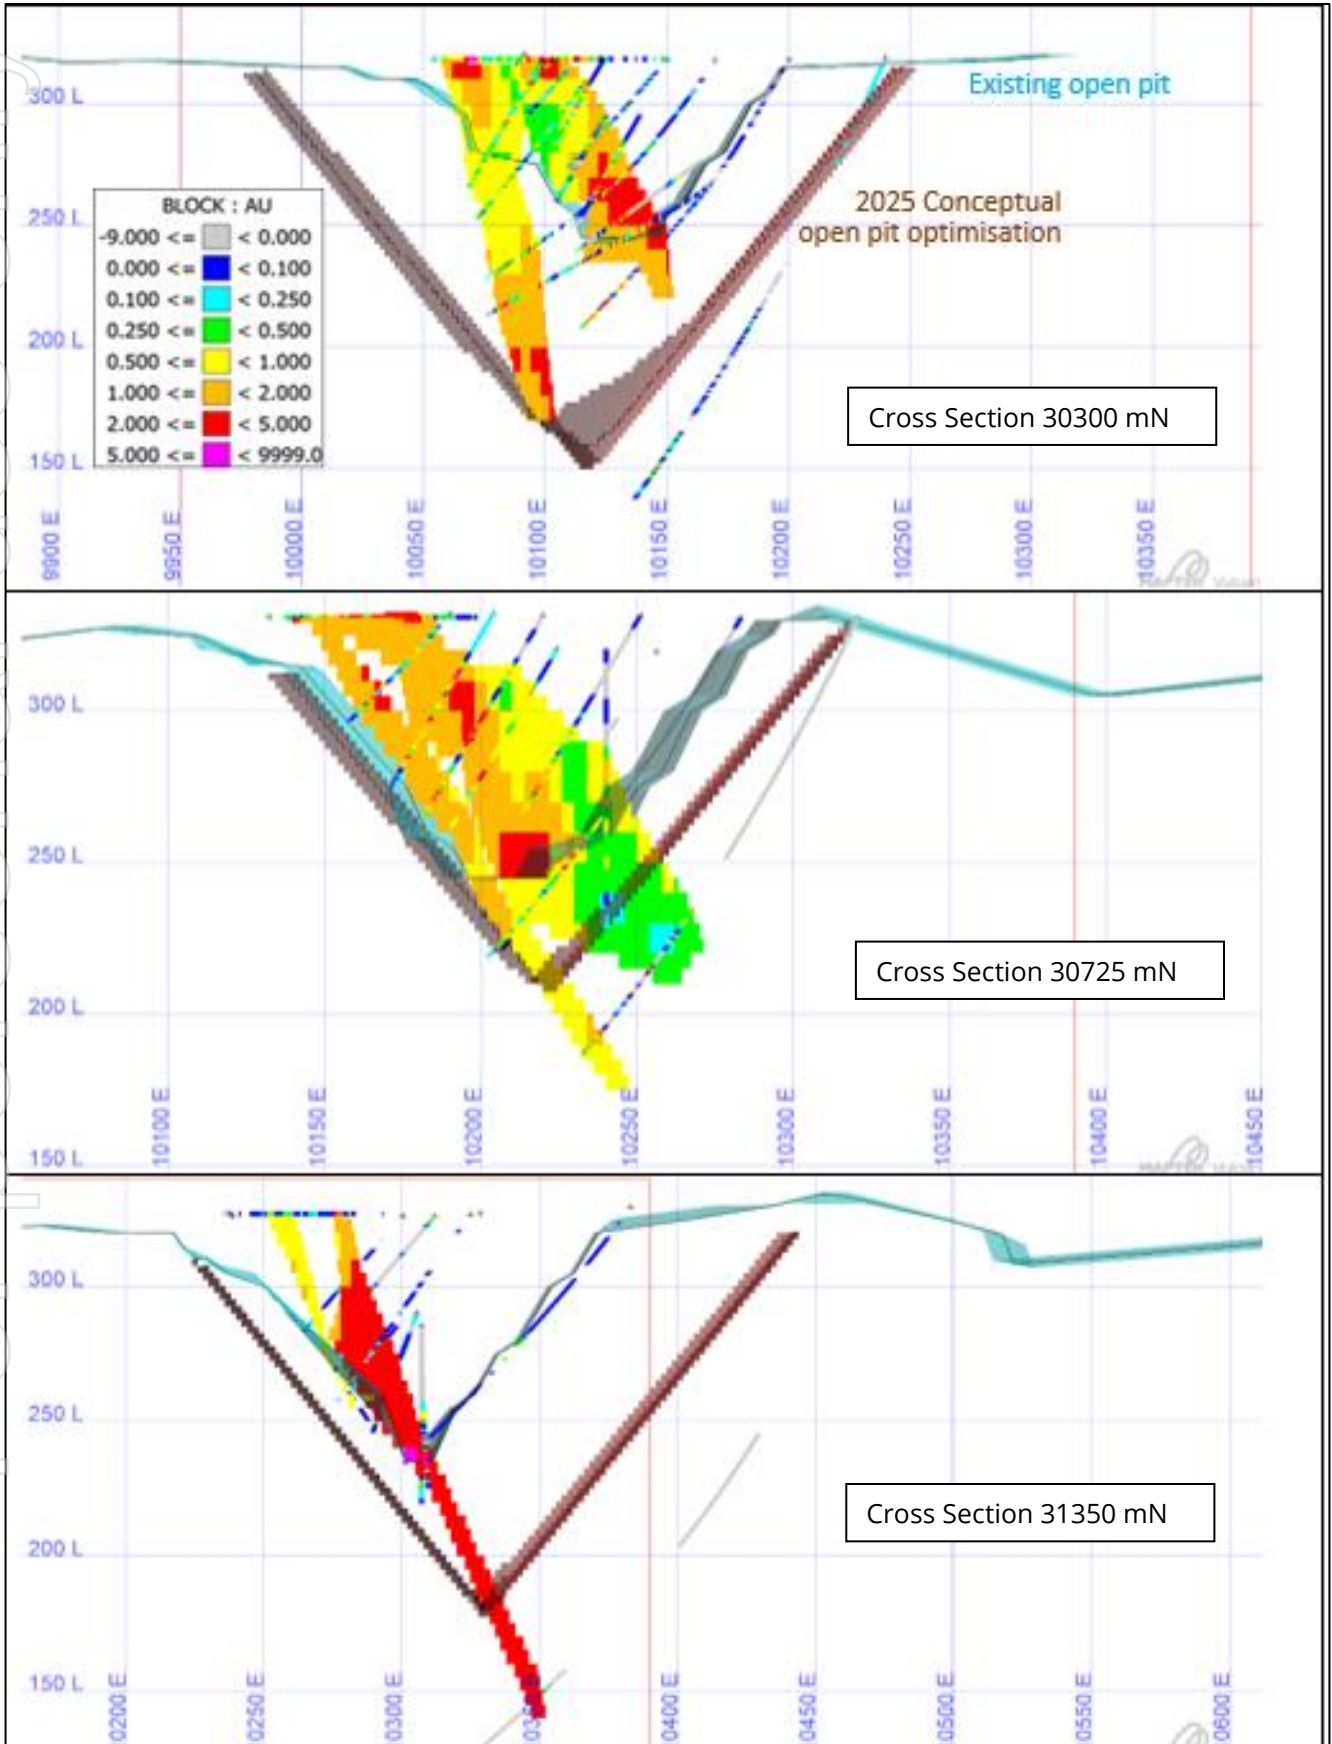 Existing open pit
300 L
2025 Conceptual
open pit optimisation
BLOCK : AU
-9.000 <= < 0.000
0.000 <= < 0.100
0.100 <= < 0.250
0.250 <= < 0.500
0.500 <= < 1.000
1.000 <= < 2.000
2.000 <= < 5.000
5.000 <= < 9999.0
250 L
200 L
150 L
Cross Section 30300 mN
9900 E
9950 E
10000 E
10050 E
10100 E
10150 E
10200 E
10250 E
10300 E
10350 E
300 L
250 L
200 L
150 L
Cross Section 30725 mN
10100 E
10150 E
10200 E
10250 E
10300 E
10350 E
10400 E
10450 E
300 L
250 L
200 L
150 L
Cross Section 31350 mN
0200 E
0250 E
0300 E
0400 E
0450 E
0500 E
0550 E
0600 E